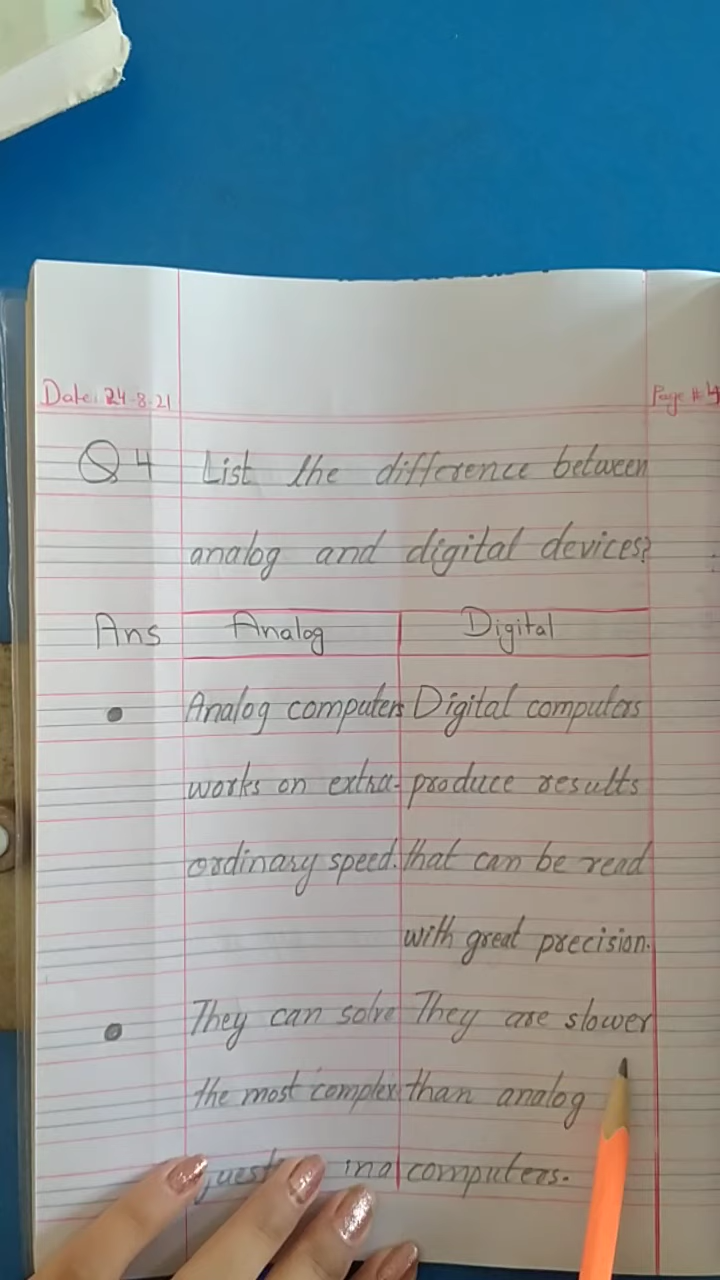 Date: 24-8-21
Page # 4
Q 4 List the difference between
analog and digital devices?
Ans Analog Digital
Analog computers Digital computers
works on extra- produce results
ordinary speed. that can be read
with great precision.
They can solve They are slower
the most complex than analog
in a computers.